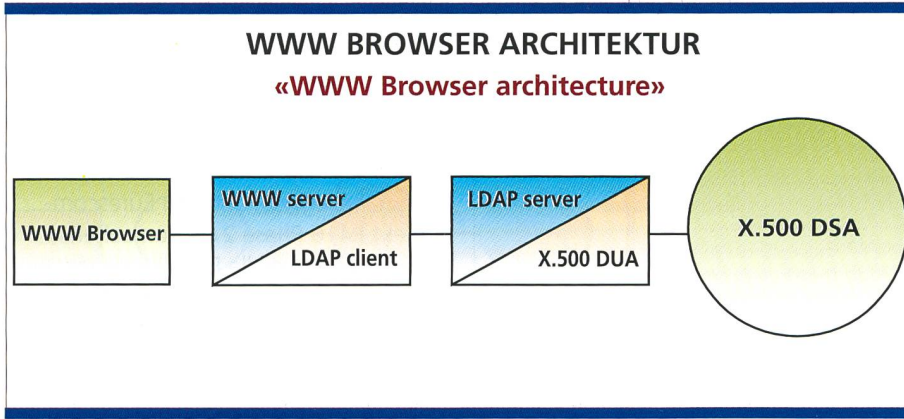 WWW BROWSER ARCHITEKTUR
«WWW Browser architecture»
WWW Browser
WWW server
LDAP client
LDAP server
X.500 DUA
X.500 DSA